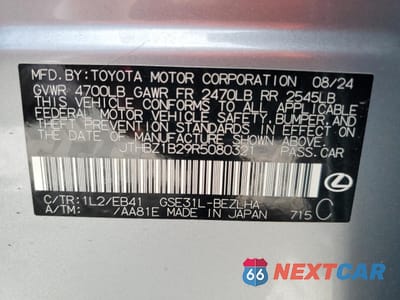 MFD. BY: TOYOTA MOTOR CORPORATION 08/24
GVWR 4700LB GAWR FR 2470LB RR 2545LB
THIS VEHICLE CONFORMS TO ALL APPLICABLE
FEDERAL MOTOR VEHICLE SAFETY, BUMPER,
AND THEFT PREVENTION STANDARDS IN EFFECT
ON THE DATE OF MANUFACTURE SHOWN ABOVE.
JTHBZ1B29R5080321 PASS.CAR
C/TR:1L2/EB41 GSE31L-BEZLHA
A/TM: /AA81E MADE IN JAPAN 715 C
66 NEXTCAR